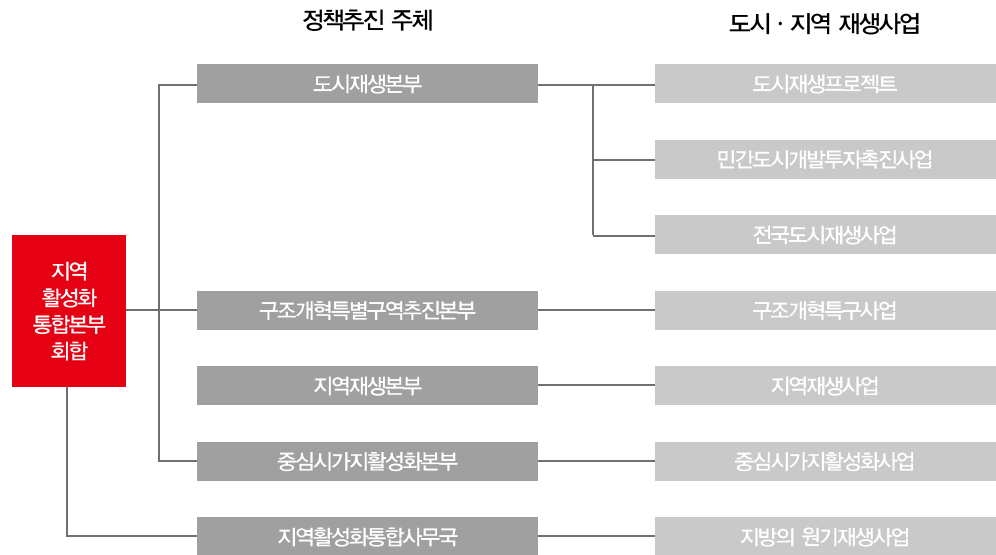 정책추진 주체
도시 · 지역 재생사업
도시재생본부
도시재생프로젝트
민간도시개발투자촉진사업
전국도시재생사업
지역
활성화
통합본부
회합
구조개혁특별구역추진본부
구조개혁특구사업
지역재생본부
지역재생사업
중심시가지활성화본부
중심시가지활성화사업
지역활성화통합사무국
지방의 원기재생사업